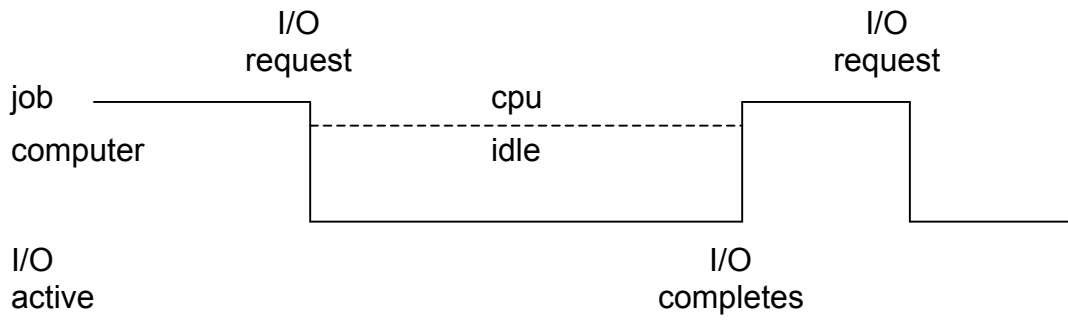 I/O
request
I/O
request
job
cpu
computer
idle
I/O
active
I/O
completes